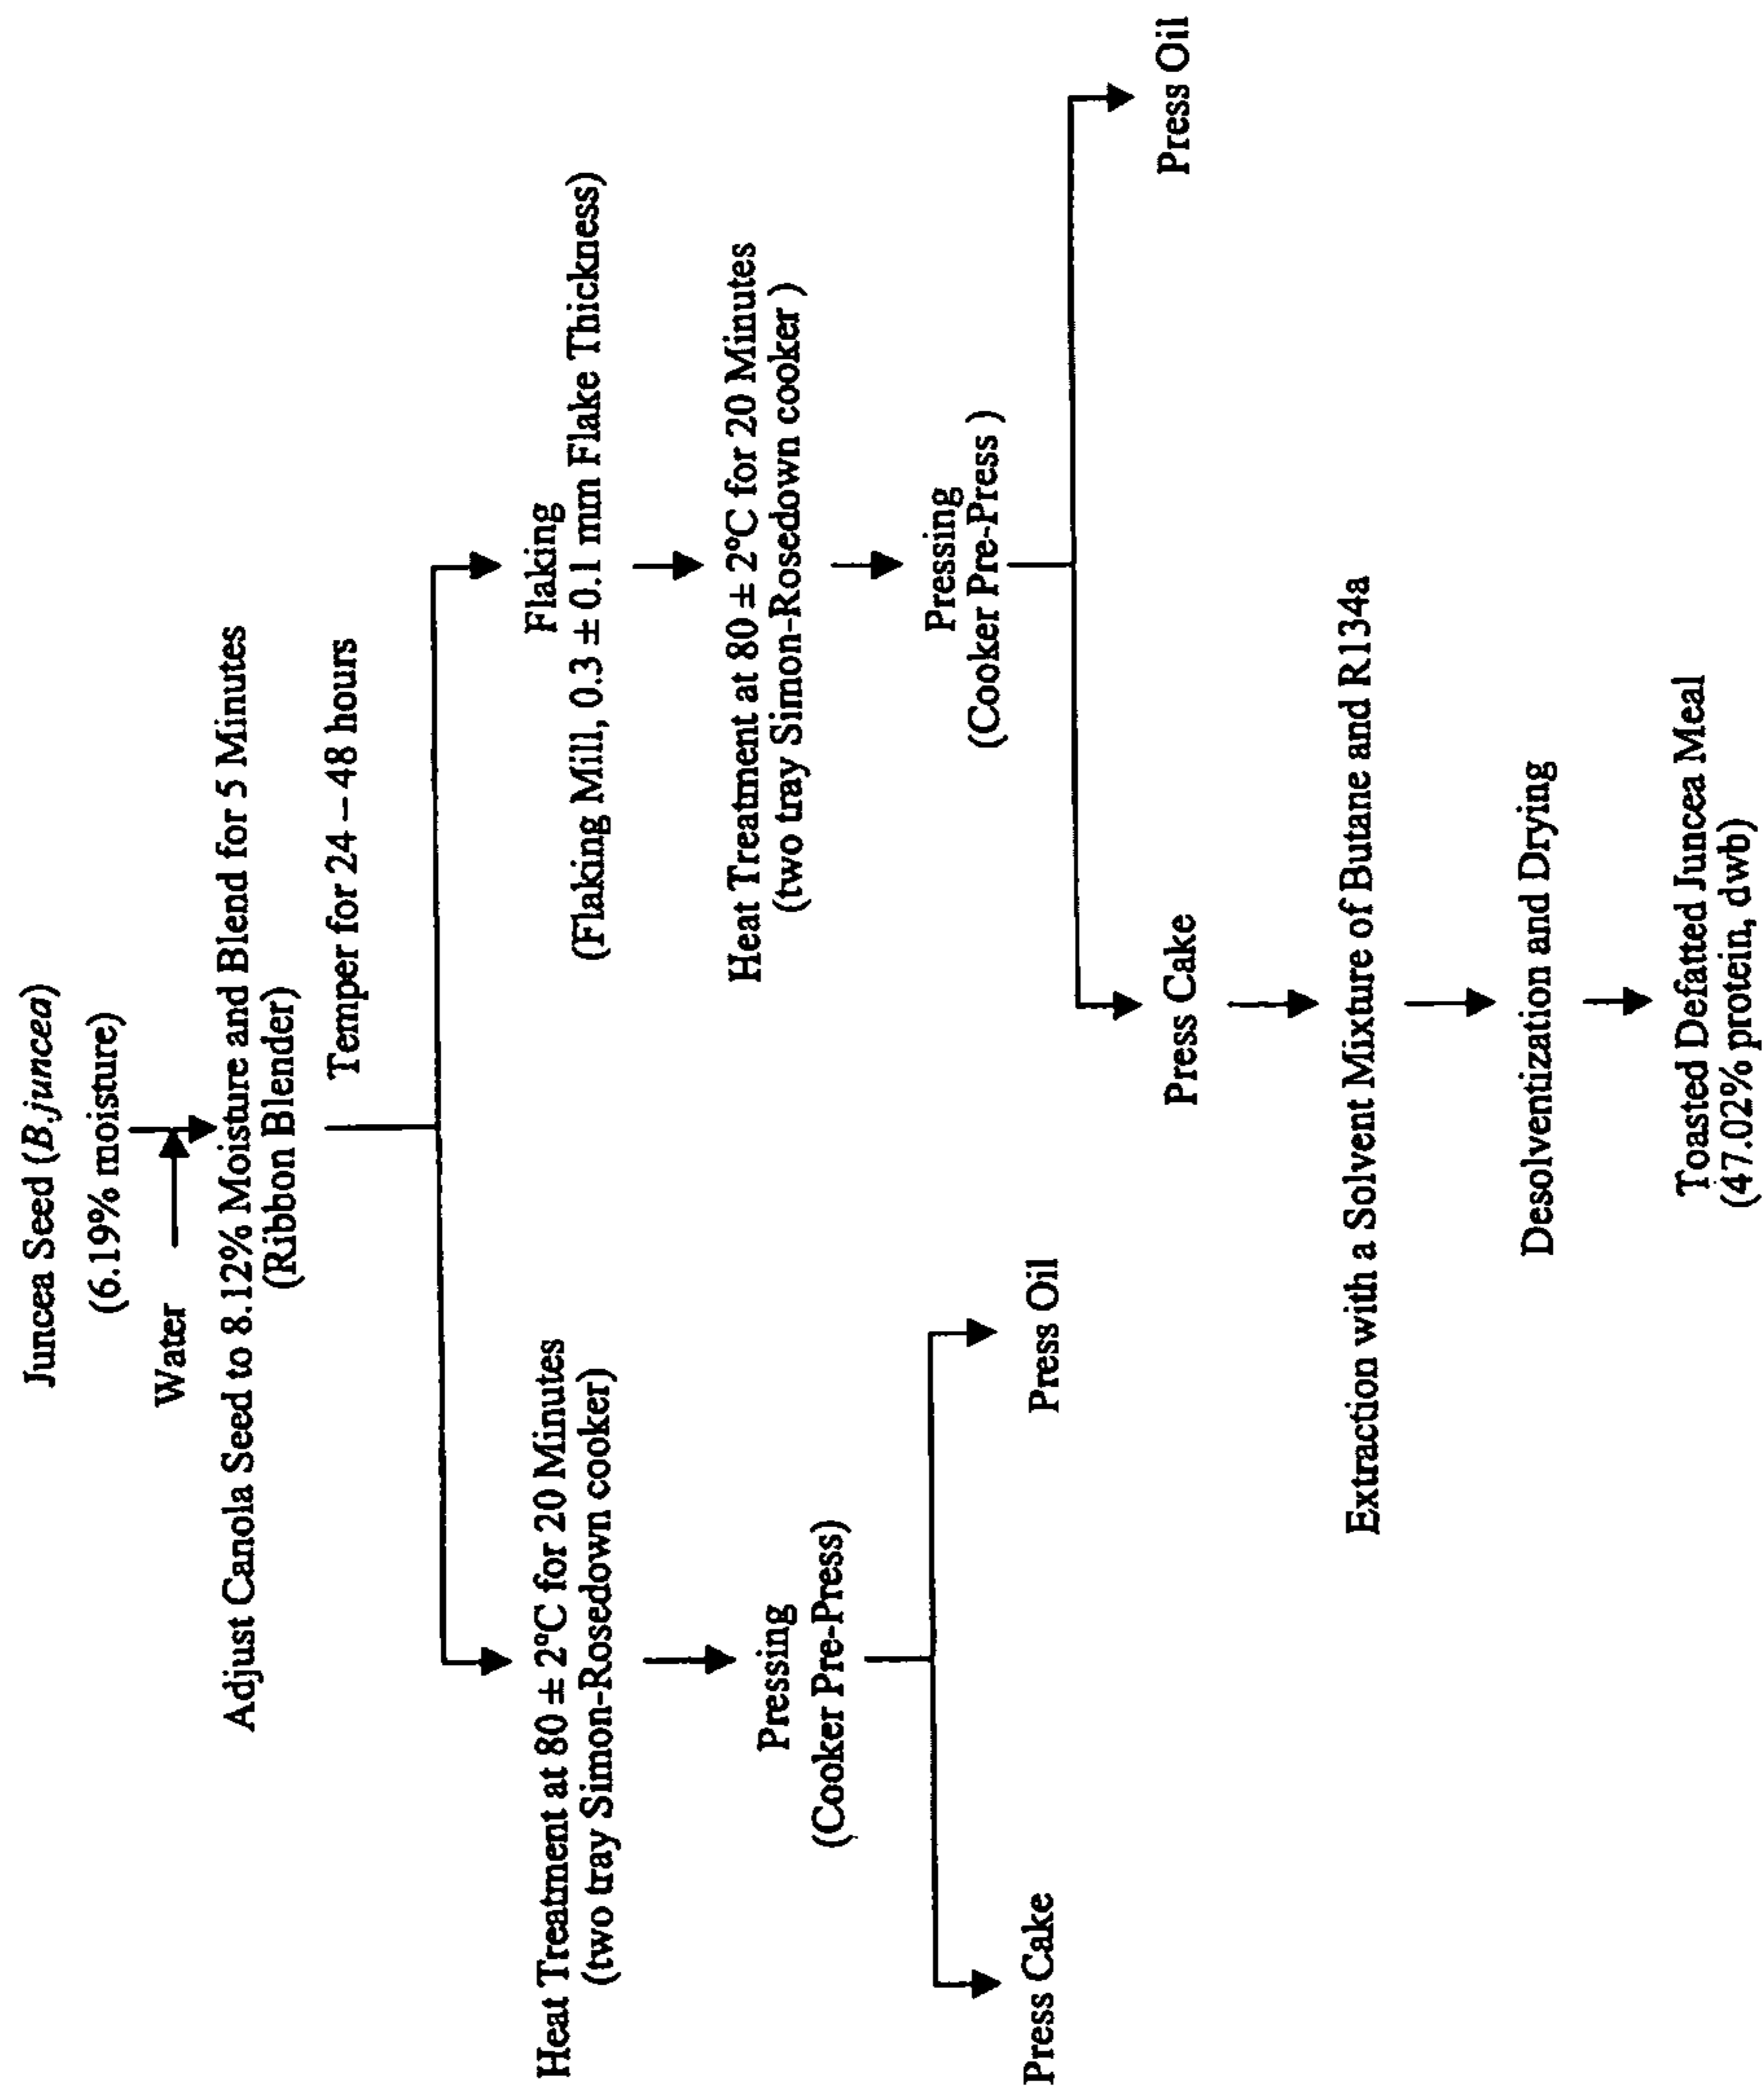 Juncea Seed (B.juncea)
(6.19% moisture)
Water
Adjust Canola Seed to 8.12% Moisture and Blend for 5 Minutes
(Ribbon Blender)
Temper for 24 – 48 hours
Heat Treatment at 80 ± 2°C for 20 Minutes
(two tray Simon-Rosedown cooker)
Pressing
(Cooker Pre-Press)
Press Cake
Press Oil
Flaking
(Flaking Mill, 0.3 ± 0.1 mm Flake Thickness)
Heat Treatment at 80 ± 2°C for 20 Minutes
(two tray Simon-Rosedown cooker )
Pressing
(Cooker Pre-Press )
Press Cake
Press Oil
Extraction with a Solvent Mixture of Butane and R134a
Desolventization and Drying
Toasted Defatted Juncea Meal
(47.02% protein, dwb)